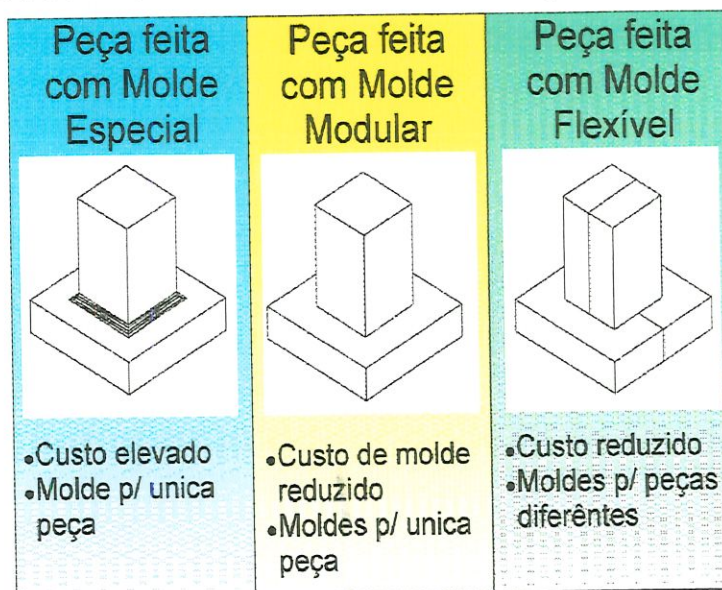 Peça feita
com Molde
Especial
•Custo elevado
•Molde p/ unica
peça
Peça feita
com Molde
Modular
•Custo de molde
reduzido
•Moldes p/ unica
peça
Peça feita
com Molde
Flexível
•Custo reduzido
•Moldes p/ peças
diferêntes